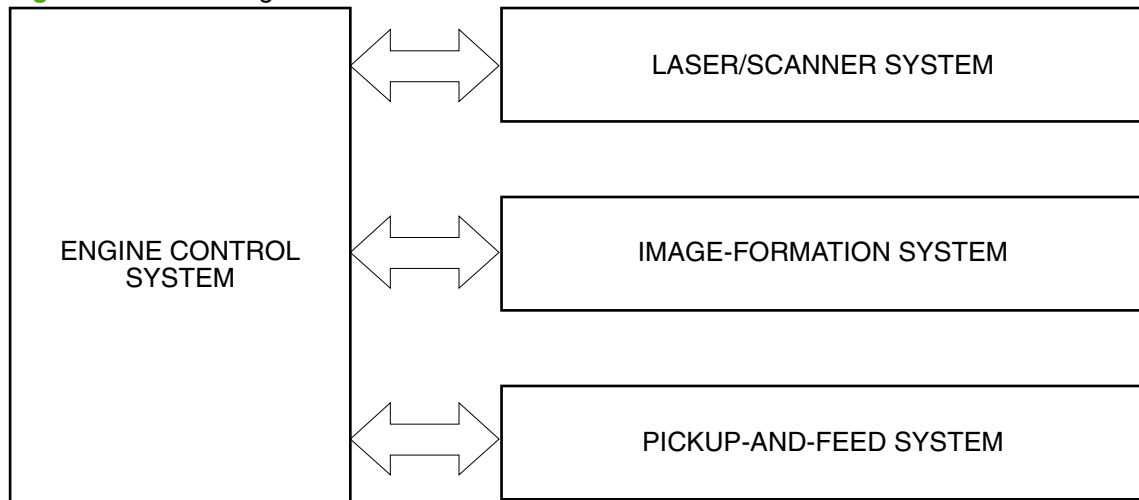 LASER/SCANNER SYSTEM
ENGINE CONTROL
SYSTEM
IMAGE-FORMATION SYSTEM
PICKUP-AND-FEED SYSTEM